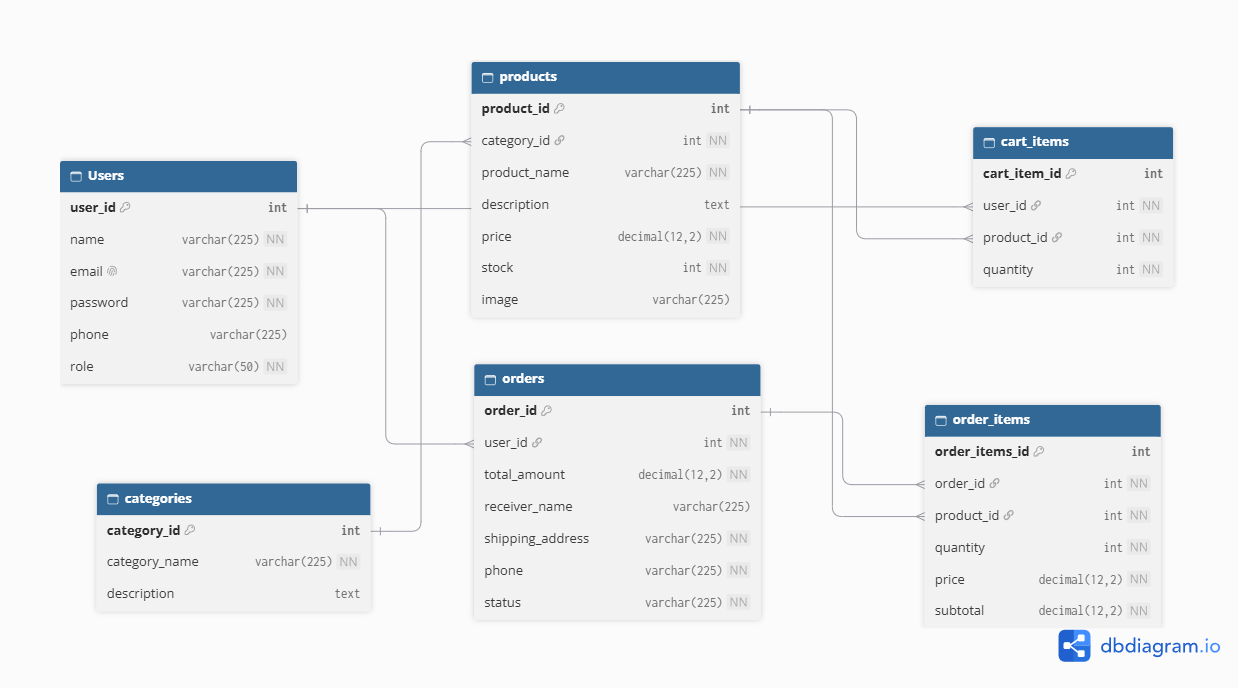 products
product_id int
category_id int NN
product_name varchar(225) NN
description text
price decimal(12,2) NN
stock int NN
image varchar(225)
cart_items
cart_item_id int
user_id int NN
product_id int NN
quantity int NN
Users
user_id int
name varchar(225) NN
email varchar(225) NN
password varchar(225) NN
phone varchar(225)
role varchar(50) NN
orders
order_id int
user_id int NN
total_amount decimal(12,2) NN
receiver_name varchar(225)
shipping_address varchar(225) NN
phone varchar(225) NN
status varchar(225) NN
order_items
order_items_id int
order_id int NN
product_id int NN
quantity int NN
price decimal(12,2) NN
subtotal decimal(12,2) NN
categories
category_id int
category_name varchar(225) NN
description text
dbdiagram.io